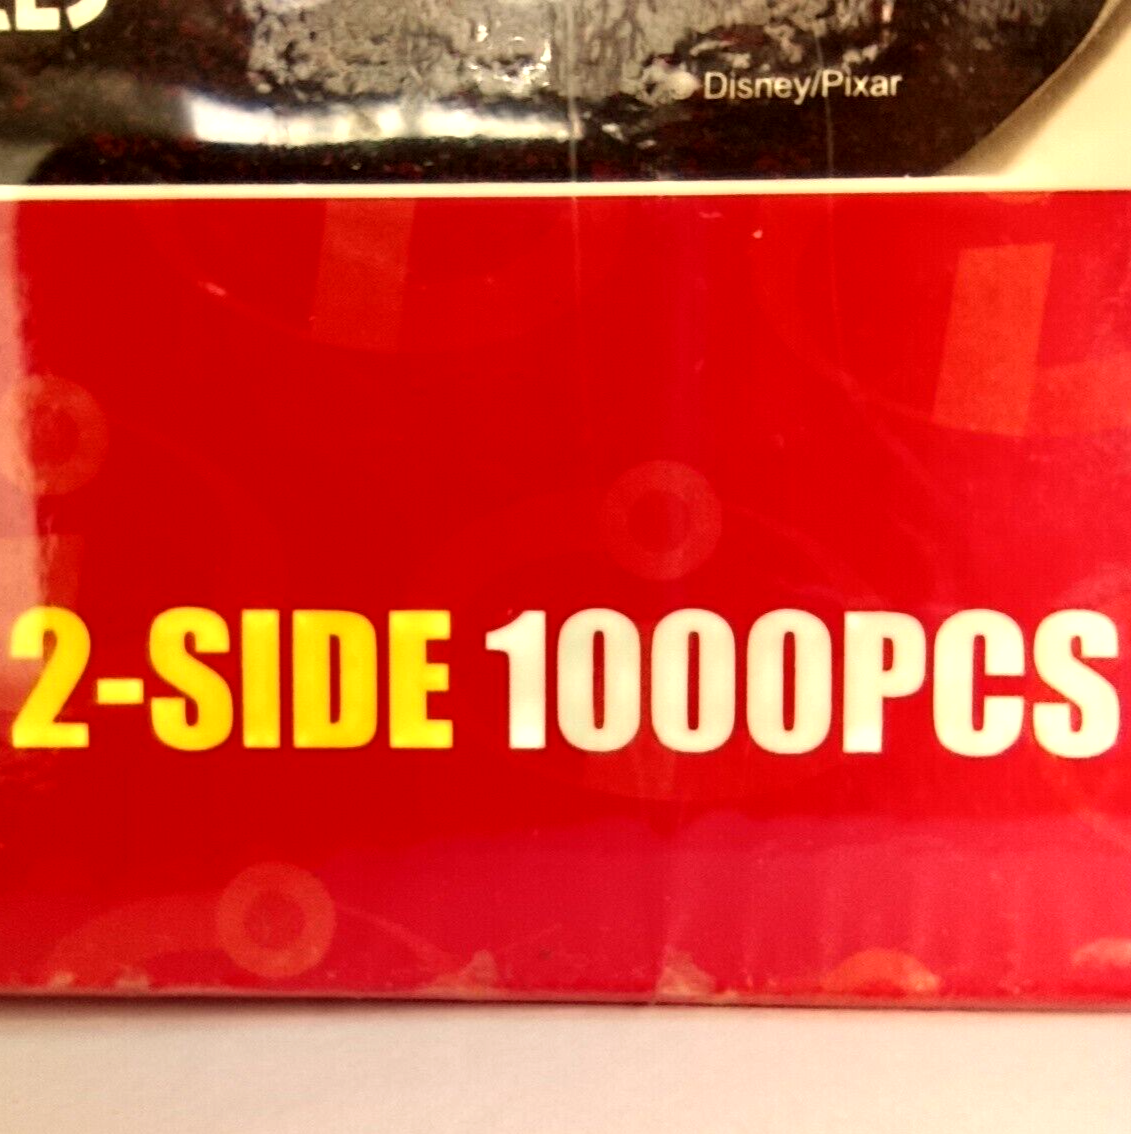 Disney/Pixar
2-SIDE 1000PCS